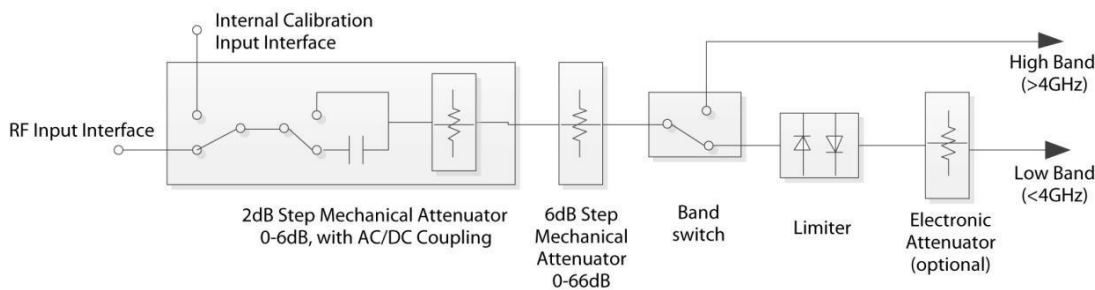 Internal Calibration
Input Interface
RF Input Interface
High Band
(>4GHz)
Low Band
(<4GHz)
2dB Step Mechanical Attenuator
0-6dB, with AC/DC Coupling
6dB Step
Mechanical
Attenuator
0-66dB
Band
switch
Limiter
Electronic
Attenuator
(optional)